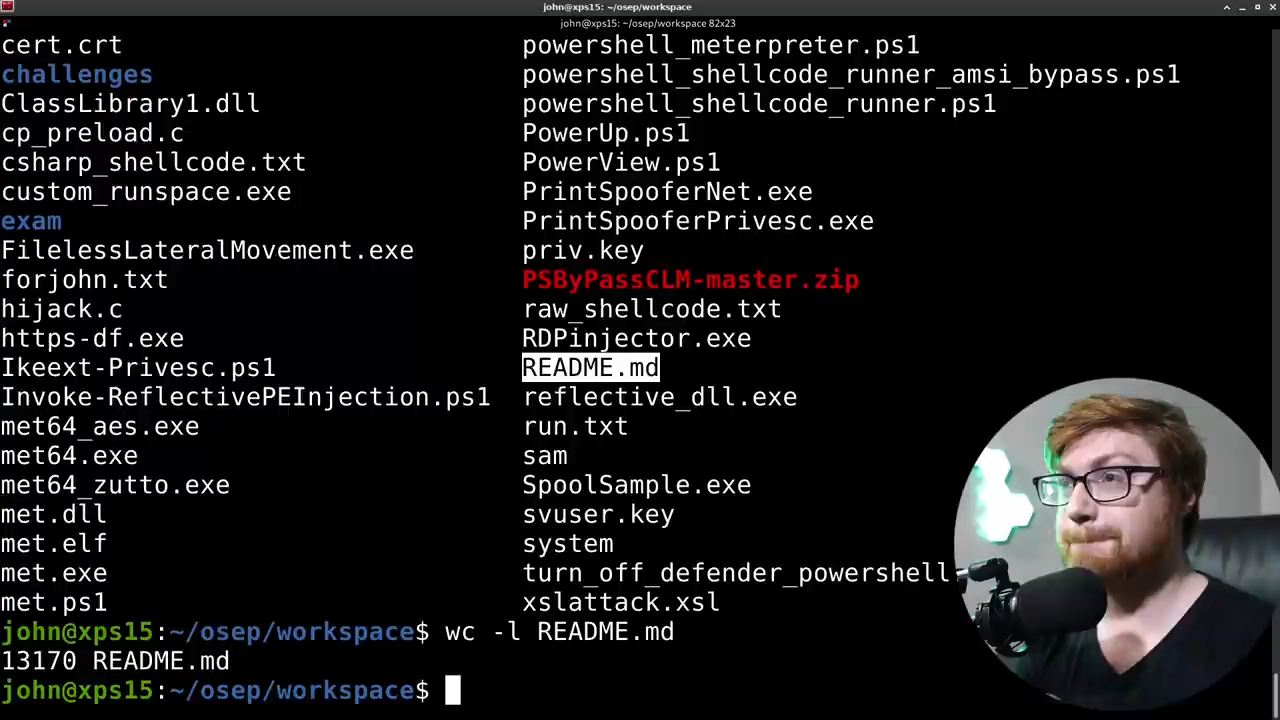 john@xps15: ~/osep/workspace
john@xps15: ~/osep/workspace 82x23
cert.crt powershell_meterpreter.ps1
challenges powershell_shellcode_runner_amsi_bypass.ps1
ClassLibrary1.dll powershell_shellcode_runner.ps1
cp_preload.c PowerUp.ps1
csharp_shellcode.txt PowerView.ps1
custom_runspace.exe PrintSpooferNet.exe
exam PrintSpooferPrivesc.exe
FilelessLateralMovement.exe priv.key
forjohn.txt PSByPassCLM-master.zip
hijack.c raw_shellcode.txt
https-df.exe RDPinjector.exe
Ikeext-Privesc.ps1 README.md
Invoke-ReflectivePEInjection.ps1 reflective_dll.exe
met64_aes.exe run.txt
met64.exe sam
met64_zutto.exe SpoolSample.exe
met.dll svuser.key
met.elf system
met.exe turn_off_defender_powershell
met.ps1 xslattack.xsl
john@xps15:~/osep/workspace$ wc -l README.md
13170 README.md
john@xps15:~/osep/workspace$